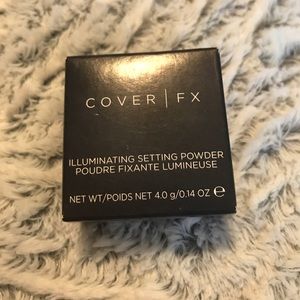 COVER | FX
ILLUMINATING SETTING POWDER
POUDRE FIXANTE LUMINEUSE
NET WT/POIDS NET 4.0 g/0.14 OZ ℮